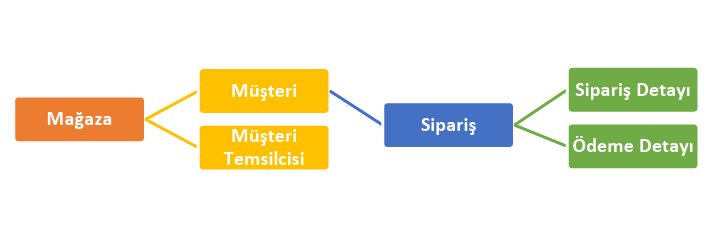 Mağaza
Müşteri
Müşteri
Temsilcisi
Sipariş
Sipariş Detayı
Ödeme Detayı